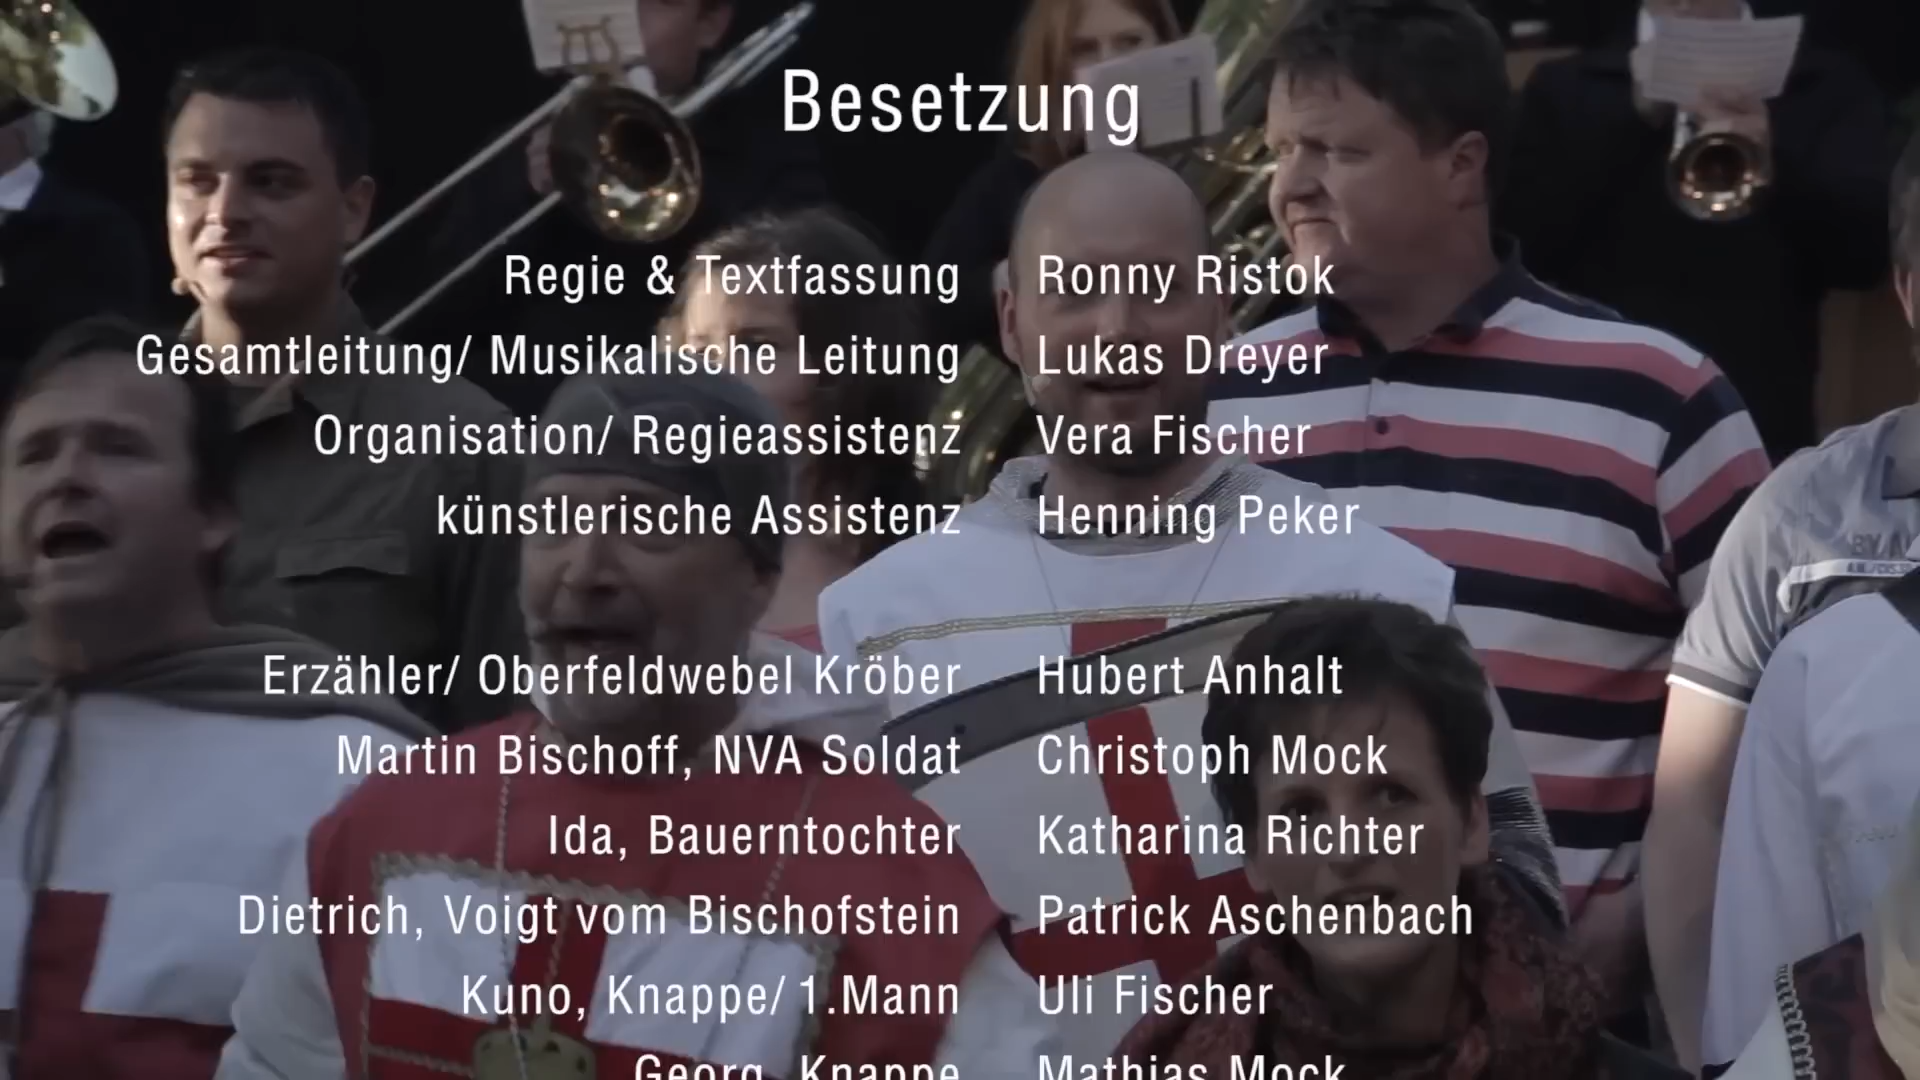 Besetzung
Regie & Textfassung Ronny Ristok
Gesamtleitung/ Musikalische Leitung Lukas Dreyer
Organisation/ Regieassistenz Vera Fischer
künstlerische Assistenz Henning Peker
Erzähler/ Oberfeldwebel Kröber Hubert Anhalt
Martin Bischoff, NVA Soldat Christoph Mock
Ida, Bauerntochter Katharina Richter
Dietrich, Voigt vom Bischofstein Patrick Aschenbach
Kuno, Knappe/ 1.Mann Uli Fischer
Georg, Knappe Mathias Mock